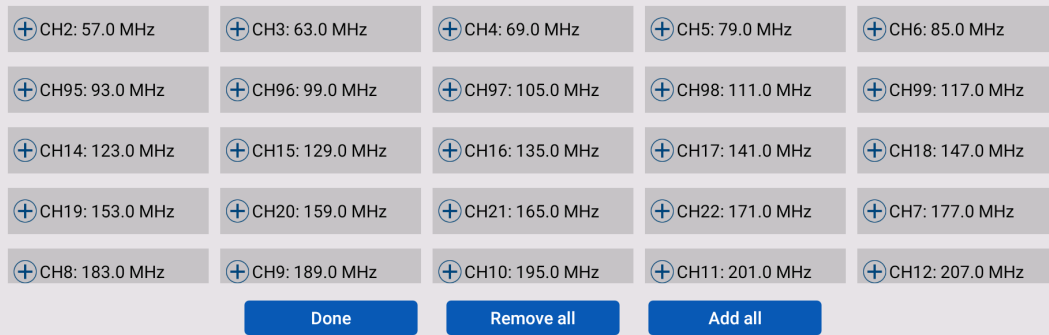 CH2: 57.0 MHz CH3: 63.0 MHz CH4: 69.0 MHz CH5: 79.0 MHz CH6: 85.0 MHz
CH95: 93.0 MHz CH96: 99.0 MHz CH97: 105.0 MHz CH98: 111.0 MHz CH99: 117.0 MHz
CH14: 123.0 MHz CH15: 129.0 MHz CH16: 135.0 MHz CH17: 141.0 MHz CH18: 147.0 MHz
CH19: 153.0 MHz CH20: 159.0 MHz CH21: 165.0 MHz CH22: 171.0 MHz CH7: 177.0 MHz
CH8: 183.0 MHz CH9: 189.0 MHz CH10: 195.0 MHz CH11: 201.0 MHz CH12: 207.0 MHz
Done Remove all Add all